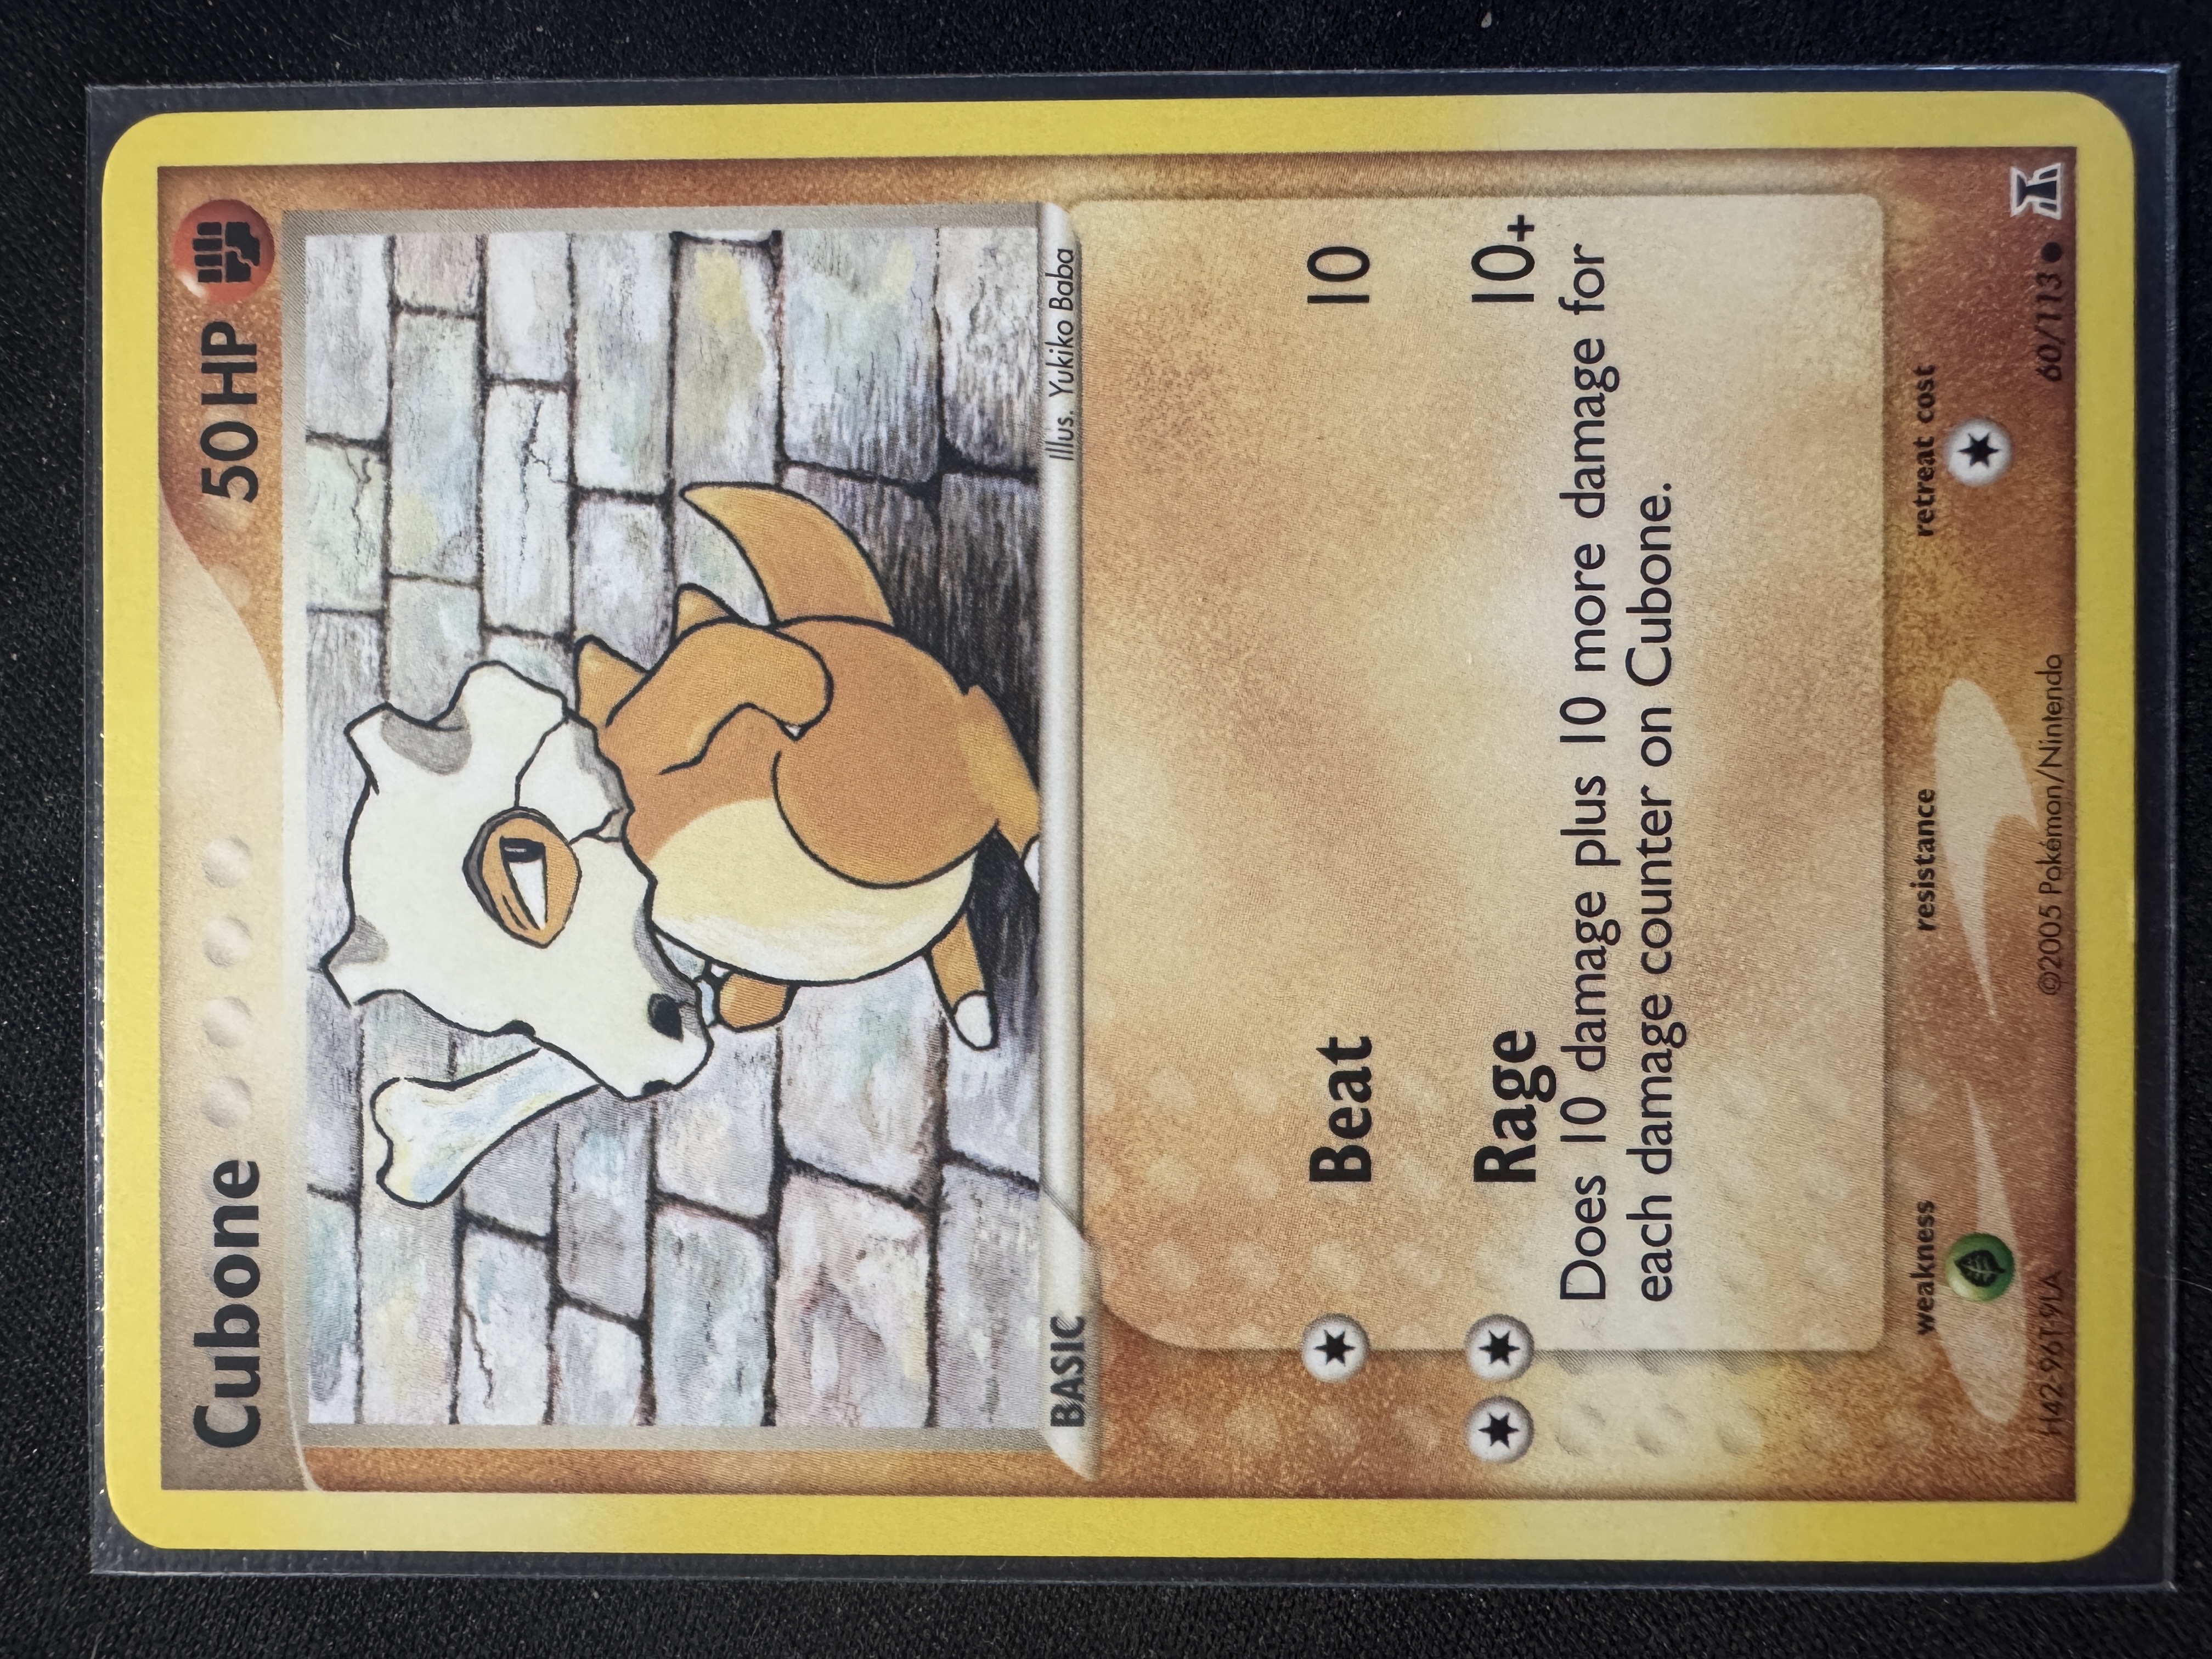 Cubone 50 HP
BASIC Illus. Yukiko Baba
Beat 10
Rage 10+
Does 10 damage plus 10 more damage for
each damage counter on Cubone.
weakness resistance retreat cost
H42-96T-9LA ©2005 Pokémon/Nintendo 60/113